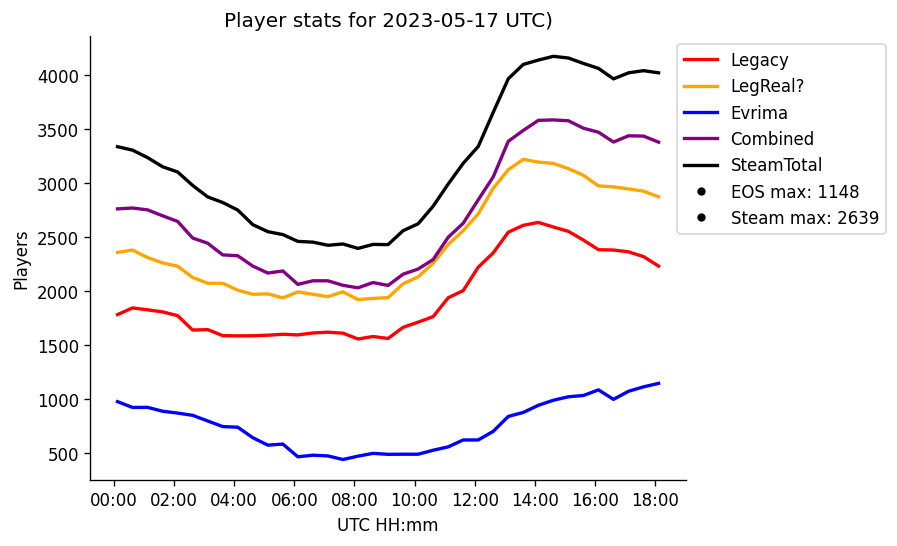 Player stats for 2023-05-17 UTC)
Legacy
LegReal?
Evrima
Combined
SteamTotal
EOS max: 1148
Steam max: 2639
Players
4000
3500
3000
2500
2000
1500
1000
500
00:00 02:00 04:00 06:00 08:00 10:00 12:00 14:00 16:00 18:00
UTC HH:mm